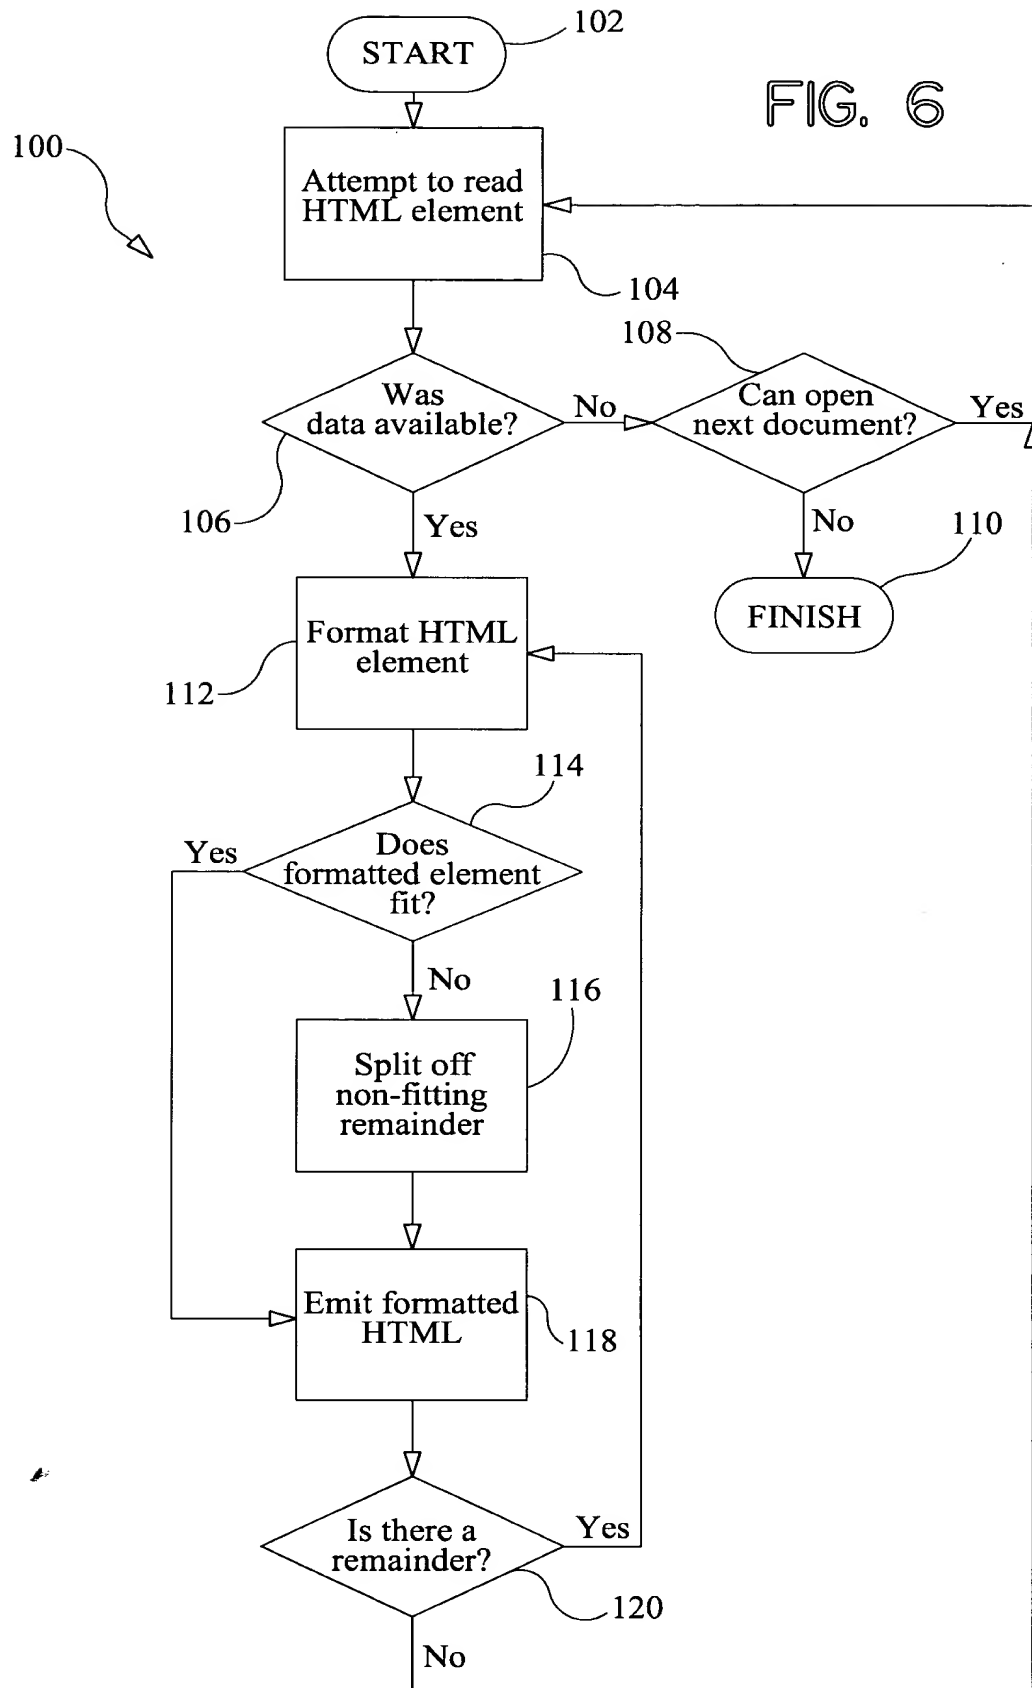 START
102
FIG. 6
100
Attempt to read
HTML element
104
108
Was
data available?
No
Can open
next document?
Yes
106
Yes
No
110
FINISH
Format HTML
element
112
114
Yes
Does
formatted element
fit?
No
116
Split off
non-fitting
remainder
Emit formatted
HTML
118
Is there a
remainder?
Yes
120
No